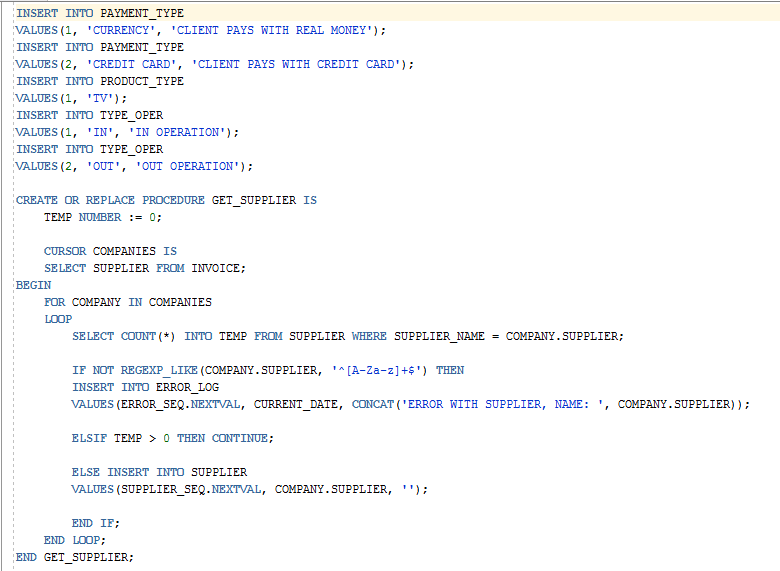 INSERT INTO PAYMENT_TYPE
VALUES(1, 'CURRENCY', 'CLIENT PAYS WITH REAL MONEY');
INSERT INTO PAYMENT_TYPE
VALUES(2, 'CREDIT CARD', 'CLIENT PAYS WITH CREDIT CARD');
INSERT INTO PRODUCT_TYPE
VALUES(1, 'TV');
INSERT INTO TYPE_OPER
VALUES(1, 'IN', 'IN OPERATION');
INSERT INTO TYPE_OPER
VALUES(2, 'OUT', 'OUT OPERATION');

CREATE OR REPLACE PROCEDURE GET_SUPPLIER IS
    TEMP NUMBER := 0;

    CURSOR COMPANIES IS
    SELECT SUPPLIER FROM INVOICE;
BEGIN
    FOR COMPANY IN COMPANIES
    LOOP
        SELECT COUNT(*) INTO TEMP FROM SUPPLIER WHERE SUPPLIER_NAME = COMPANY.SUPPLIER;

        IF NOT REGEXP_LIKE(COMPANY.SUPPLIER, '^[A-Za-z]+$') THEN
        INSERT INTO ERROR_LOG
        VALUES(ERROR_SEQ.NEXTVAL, CURRENT_DATE, CONCAT('ERROR WITH SUPPLIER, NAME: ', COMPANY.SUPPLIER));

        ELSIF TEMP > 0 THEN CONTINUE;

        ELSE INSERT INTO SUPPLIER
        VALUES(SUPPLIER_SEQ.NEXTVAL, COMPANY.SUPPLIER, '');

        END IF;
    END LOOP;
END GET_SUPPLIER;